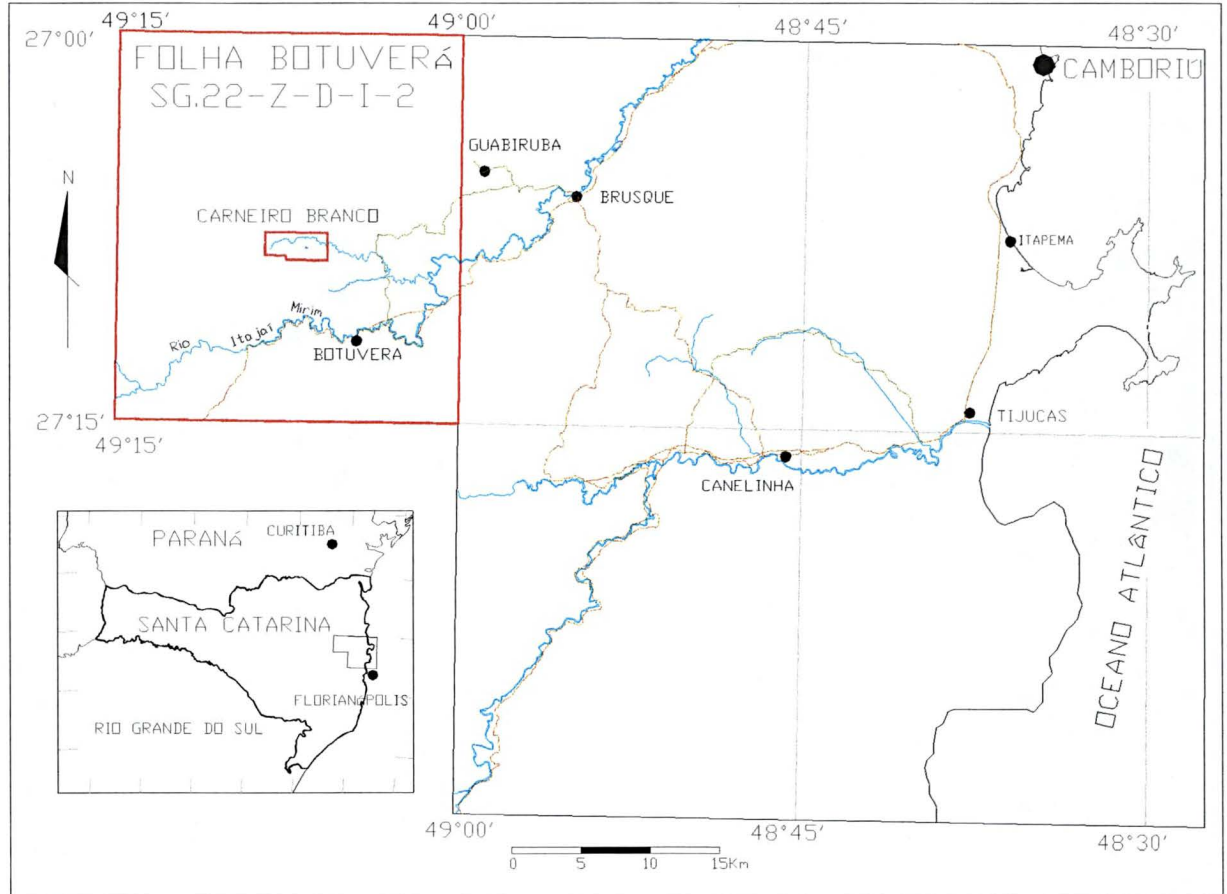 49°15′
49°00′
48°45′
48°30′
27°00′
FOLHA BOTUVERÁ
SG.22-Z-D-I-2
CAMBORIÚ
GUABIRUBA
BRUSQUE
N
CARNEIRO BRANCO
ITAPEMA
Rio Itajaí Mirim
BOTUVERÁ
27°15′
49°15′
TIJUCAS
CANELINHA
OCEANO ATLÂNTICO
PARANÁ
CURITIBA
SANTA CATARINA
FLORIANÓPOLIS
RIO GRANDE DO SUL
49°00′
48°45′
48°30′
0 5 10 15Km